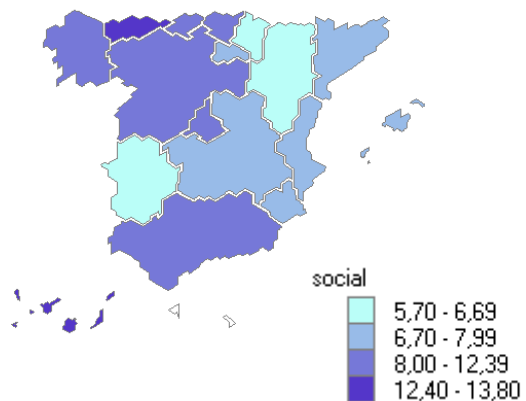 social
5,70 - 6,69
6,70 - 7,99
8,00 - 12,39
12,40 - 13,80